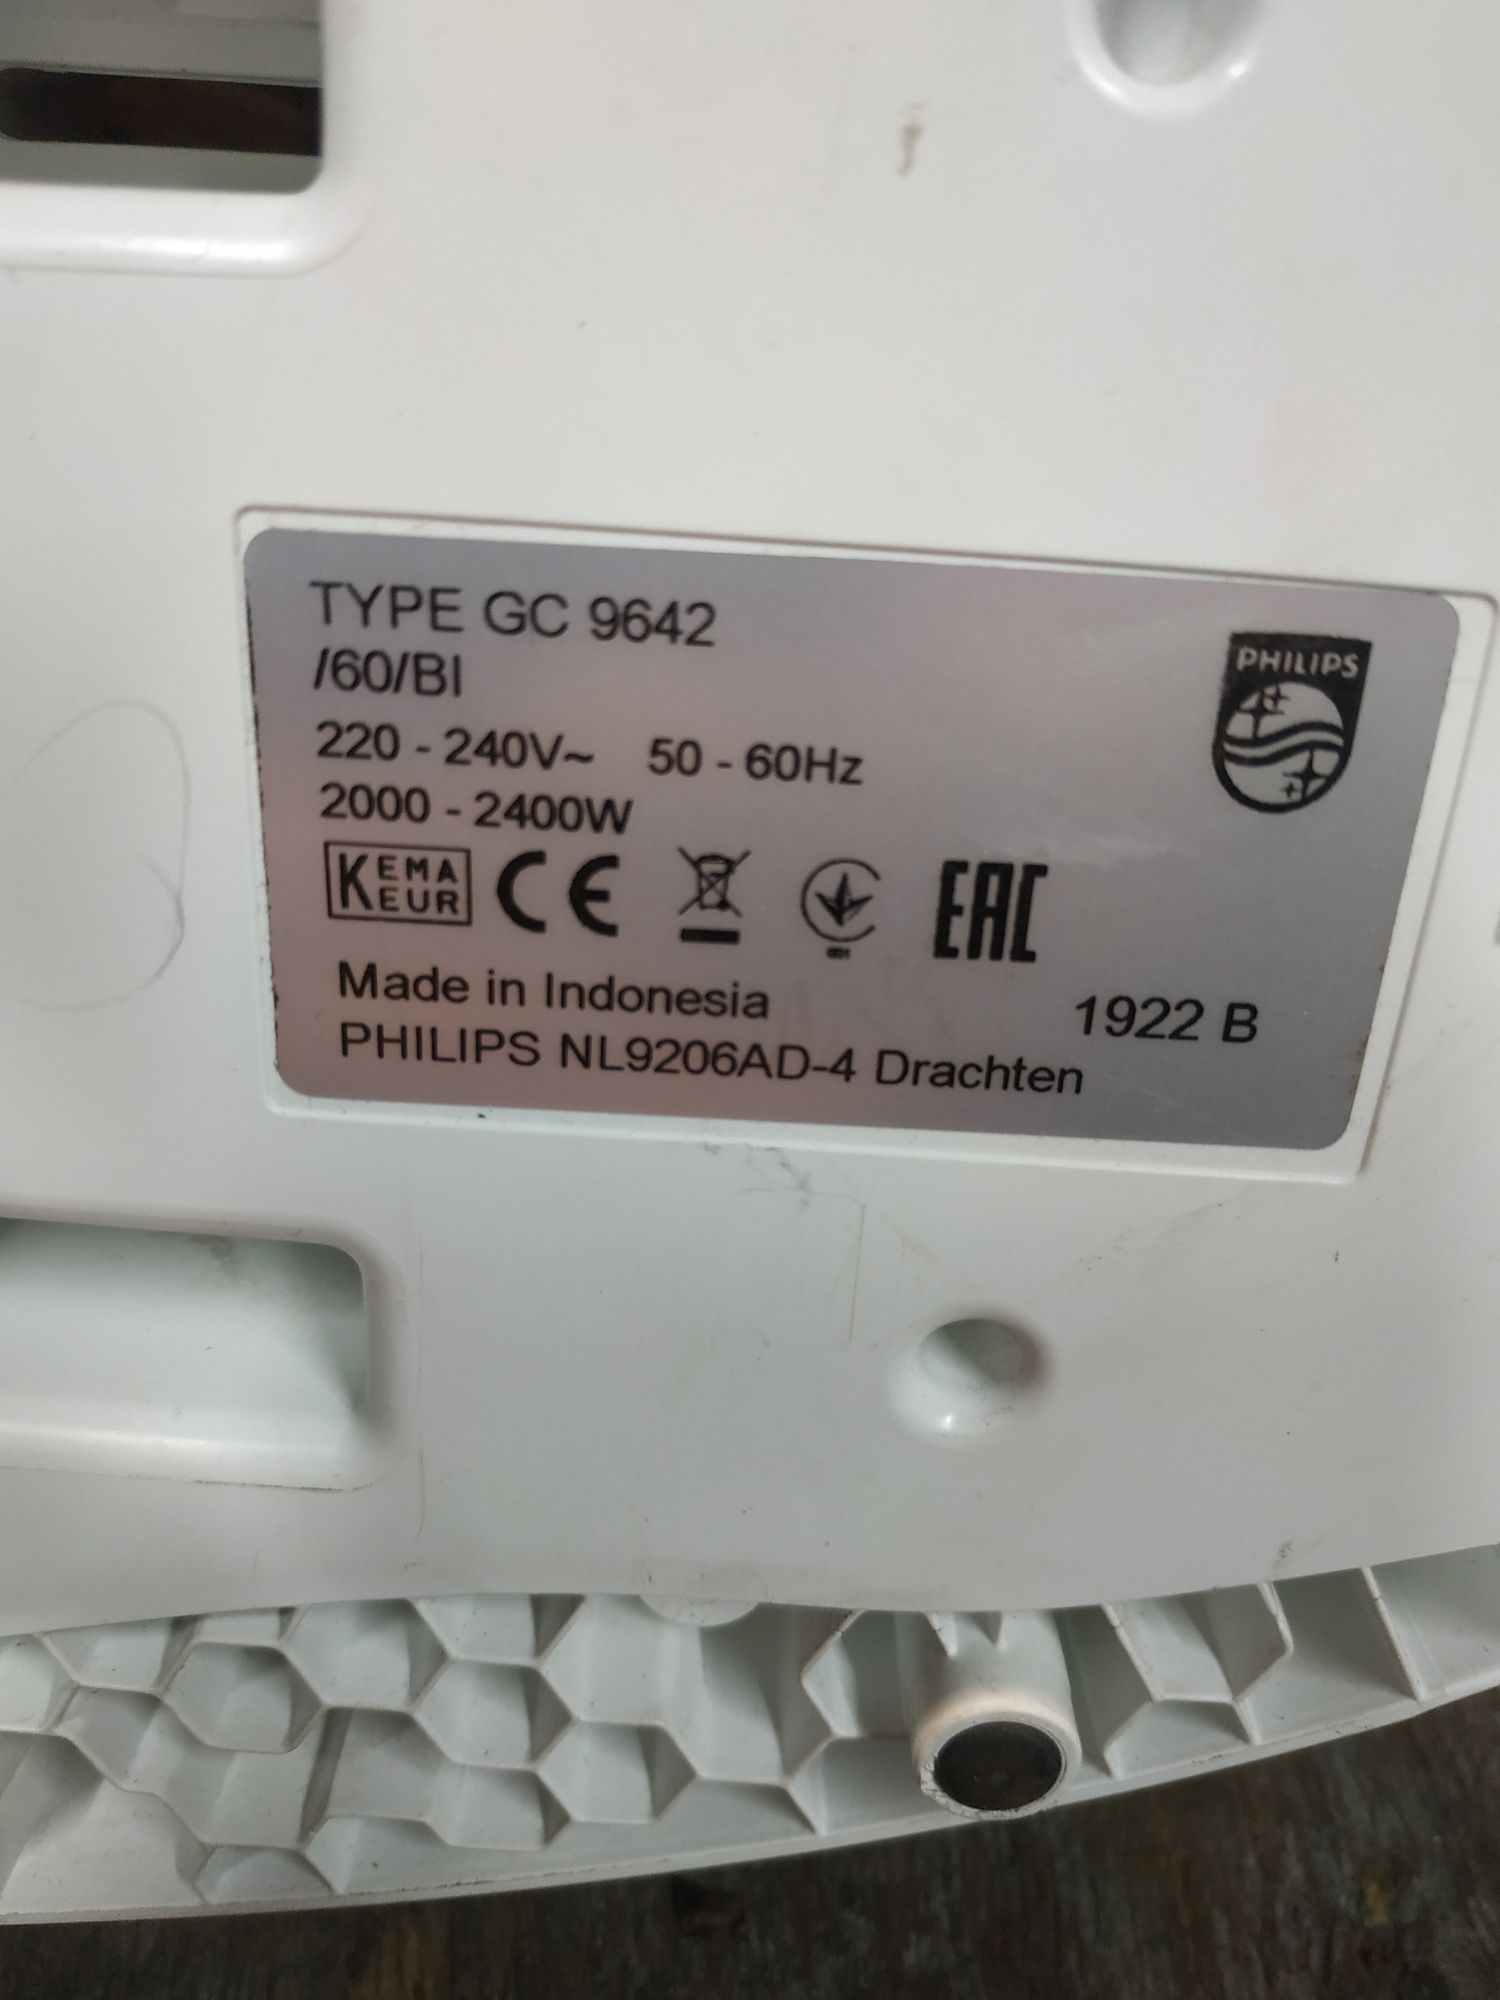 TYPE GC 9642
/60/BI
PHILIPS
220 - 240V~ 50 - 60Hz
2000 - 2400W
KEMA
KEUR
CE
EAC
Made in Indonesia
1922 B
PHILIPS NL9206AD-4 Drachten